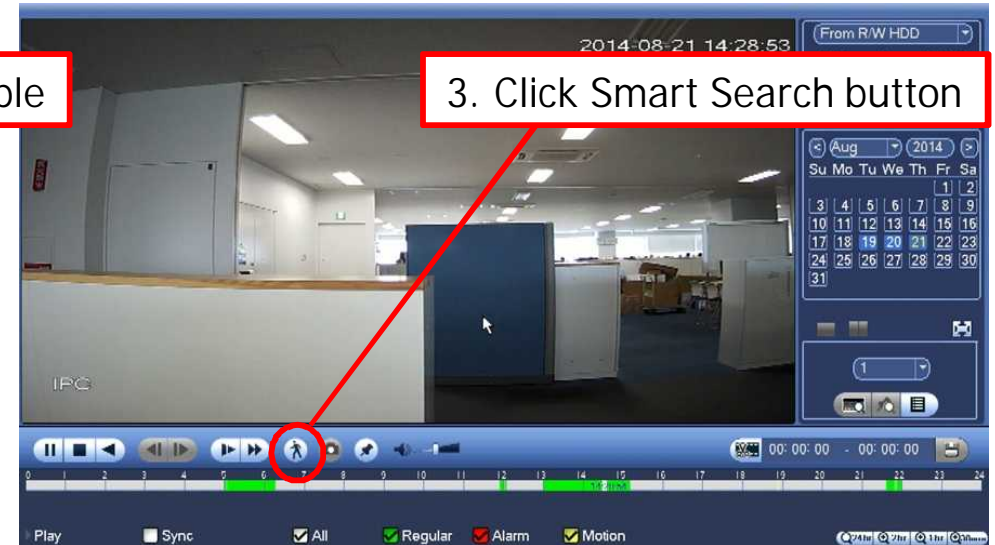 2014-08-21 14:28:53
From R/W HDD
3. Click Smart Search button
Aug 2014
Su Mo Tu We Th Fr Sa
1 2
3 4 5 6 7 8 9
10 11 12 13 14 15 16
17 18 19 20 21 22 23
24 25 26 27 28 29 30
31
IPC
1
00: 00: 00 - 00: 00: 00
0 1 2 3 4 5 6 7 8 9 10 11 12 13 14 15 16 17 18 19 20 21 22 23 24
Play Sync All Regular Alarm Motion
24hr 2hr 1hr